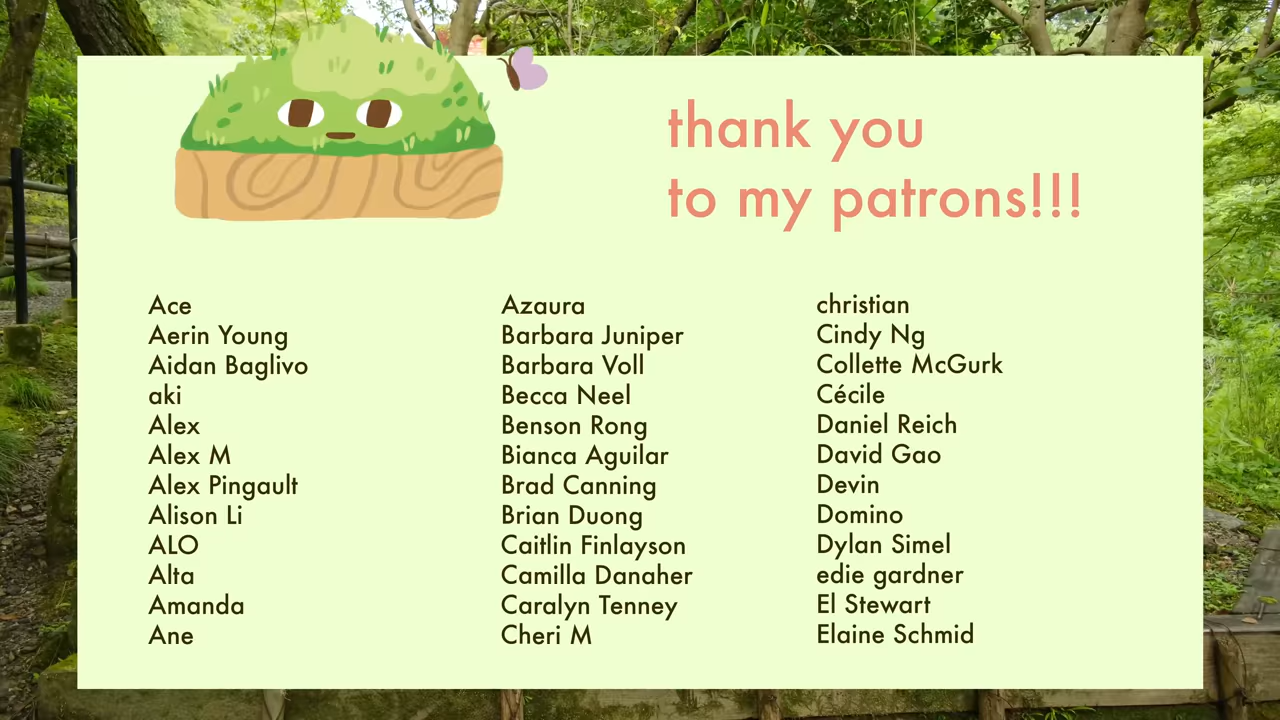 thank you
to my patrons!!!
Ace
Aerin Young
Aidan Baglivo
aki
Alex
Alex M
Alex Pingault
Alison Li
ALO
Alta
Amanda
Ane
Azaura
Barbara Juniper
Barbara Voll
Becca Neel
Benson Rong
Bianca Aguilar
Brad Canning
Brian Duong
Caitlin Finlayson
Camilla Danaher
Caralyn Tenney
Cheri M
christian
Cindy Ng
Collette McGurk
Cécile
Daniel Reich
David Gao
Devin
Domino
Dylan Simel
edie gardner
El Stewart
Elaine Schmid